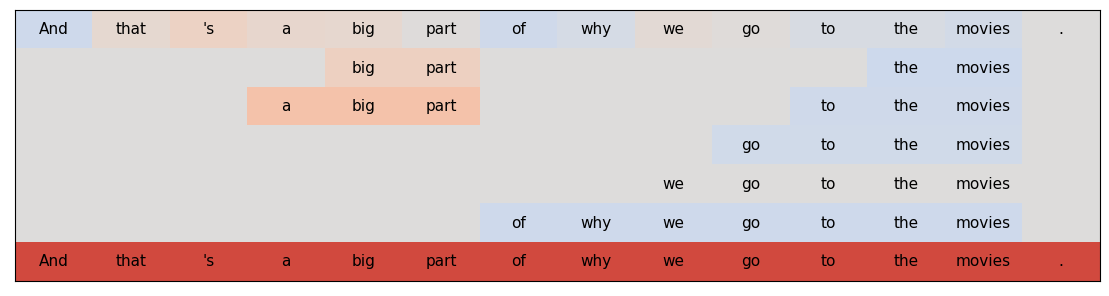 And that 's a big part of why we go to the movies .
big part the movies
a big part to the movies
go to the movies
we go to the movies
of why we go to the movies
And that 's a big part of why we go to the movies .